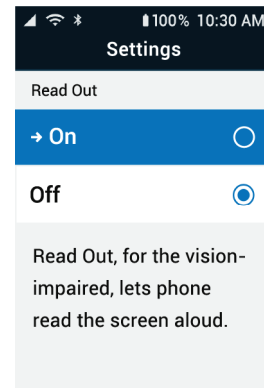 100% 10:30 AM
Settings
Read Out
→ On
Off
Read Out, for the vision-
impaired, lets phone
read the screen aloud.